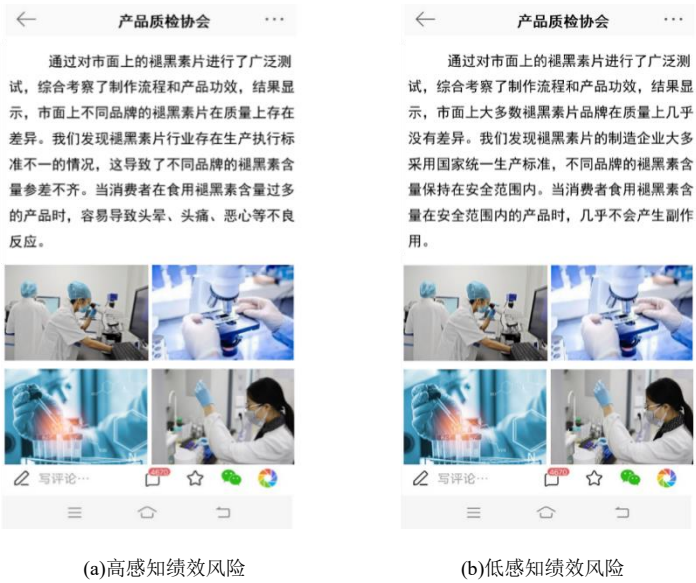 产品质检协会
通过对市面上的褪黑素片进行了广泛测
试，综合考察了制作流程和产品功效，结果显
示，市面上不同品牌的褪黑素片在质量上存在
差异。我们发现褪黑素片行业存在生产执行标
准不一的情况，这导致了不同品牌的褪黑素含
量参差不齐。当消费者在食用褪黑素含量过多
的产品时，容易导致头晕、头痛、恶心等不良
反应。
写评论···
4670
(a)高感知绩效风险
产品质检协会
通过对市面上的褪黑素片进行了广泛测
试，综合考察了制作流程和产品功效，结果显
示，市面上大多数褪黑素片品牌在质量上几乎
没有差异。我们发现褪黑素片的制造企业大多
采用国家统一生产标准，不同品牌的褪黑素含
量保持在安全范围内。当消费者食用褪黑素含
量在安全范围内的产品时，几乎不会产生副作
用。
写评论···
4670
(b)低感知绩效风险